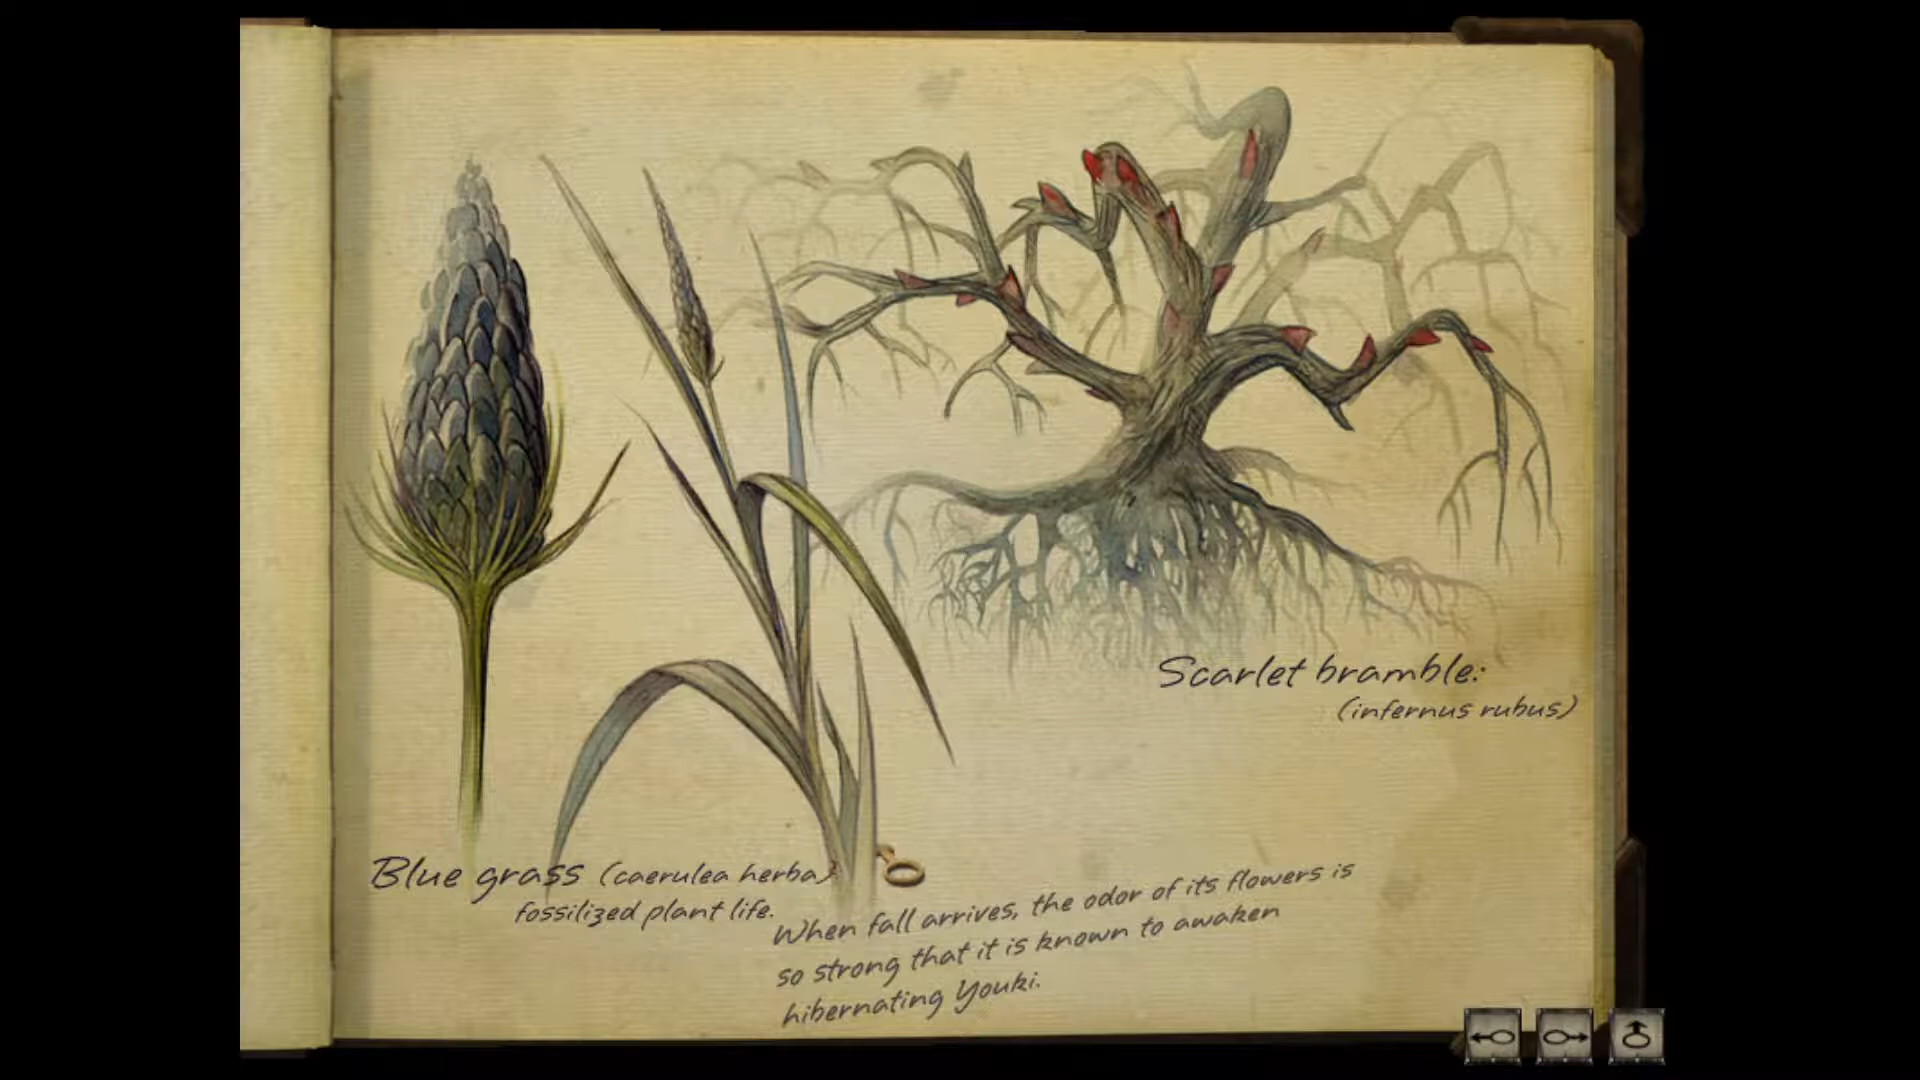 Scarlet bramble:
(infernus rubus)
Blue grass (caerulea herba)
fossilized plant life.
When fall arrives, the odor of its flowers is
so strong that it is known to awaken
hibernating Youki.